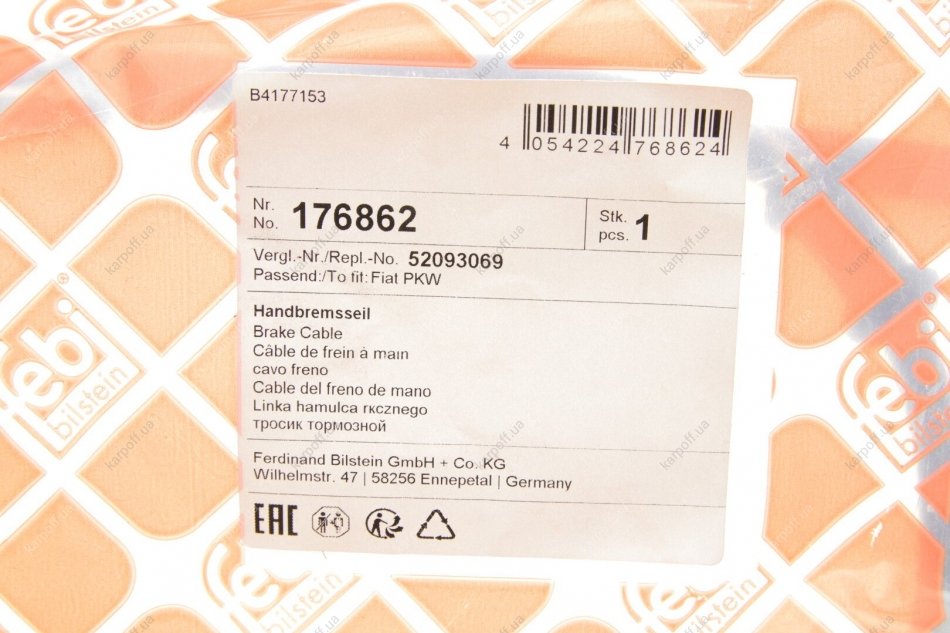 B4177153
4 054224 768624
Nr.
No. 176862
Stk.
pcs. 1
Vergl.-Nr./Repl.-No. 52093069
Passend:/To fit: Fiat PKW
Handbremsseil
Brake Cable
Câble de frein à main
cavo freno
Cable del freno de mano
Linka hamulca rкcznego
тросик тормозной
Ferdinand Bilstein GmbH + Co. KG
Wilhelmstr. 47 | 58256 Ennepetal | Germany
EAC
febi
bilstein
karpoff.ua